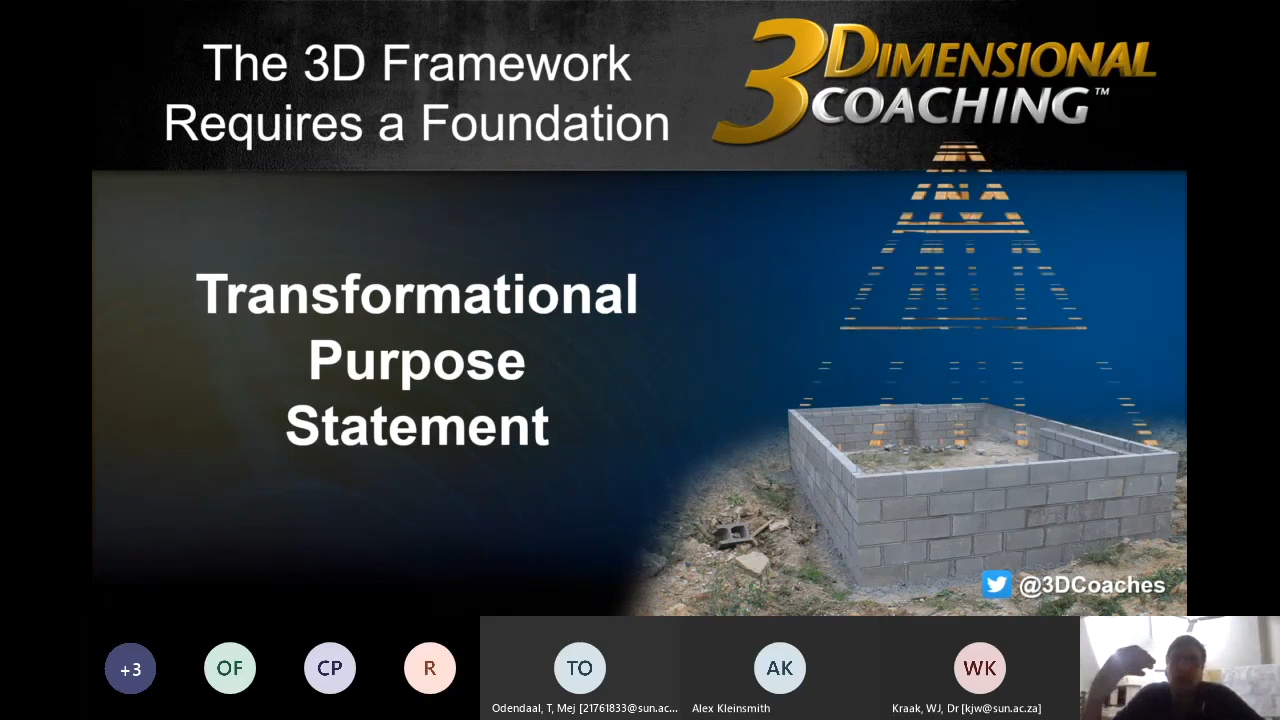 The 3D Framework
Requires a Foundation
3DIMENSIONAL
COACHING™
Transformational
Purpose
Statement
@3DCoaches
+3
OF
CP
R
TO
AK
WK
Odendaal, T, Mej [21761833@sun.ac...
Alex Kleinsmith
Kraak, WJ, Dr [kjw@sun.ac.za]